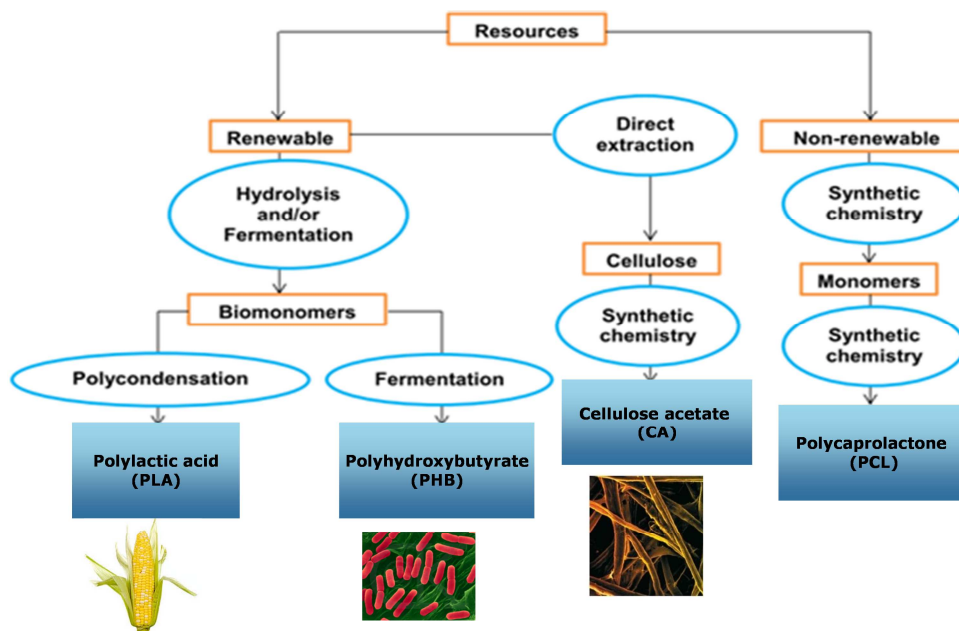 Resources
Renewable
Direct
extraction
Non-renewable
Hydrolysis
and/or
Fermentation
Synthetic
chemistry
Cellulose
Monomers
Biomonomers
Synthetic
chemistry
Synthetic
chemistry
Polycondensation
Fermentation
Cellulose acetate
(CA)
Polycaprolactone
(PCL)
Polylactic acid
(PLA)
Polyhydroxybutyrate
(PHB)